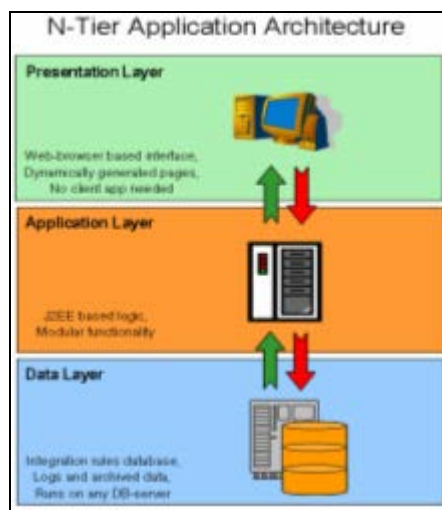 N-Tier Application Architecture
Presentation Layer
Web-browser based interface,
Dynamically generated pages,
No client app needed
Application Layer
J2EE based logic,
Modular functionality
Data Layer
Integration rules database,
Logs and archived data,
Runs on any DB-server